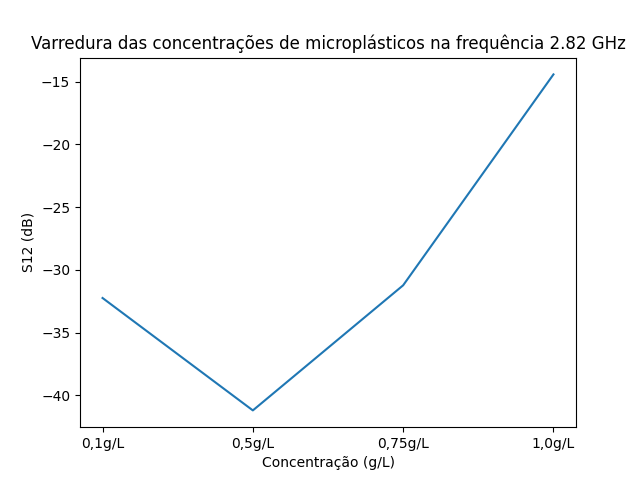 Varredura das concentrações de microplásticos na frequência 2.82 GHz
−15
−20
−25
−30
−35
−40
S12 (dB)
0,1g/L 0,5g/L 0,75g/L 1,0g/L
Concentração (g/L)